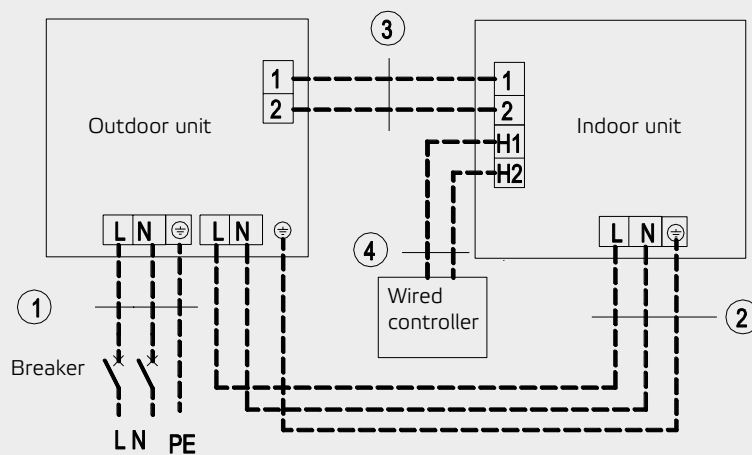 3
1
2
Outdoor unit
1
2
H1
H2
Indoor unit
L N
L N
4
L N
1
Wired
controller
2
Breaker
L N PE